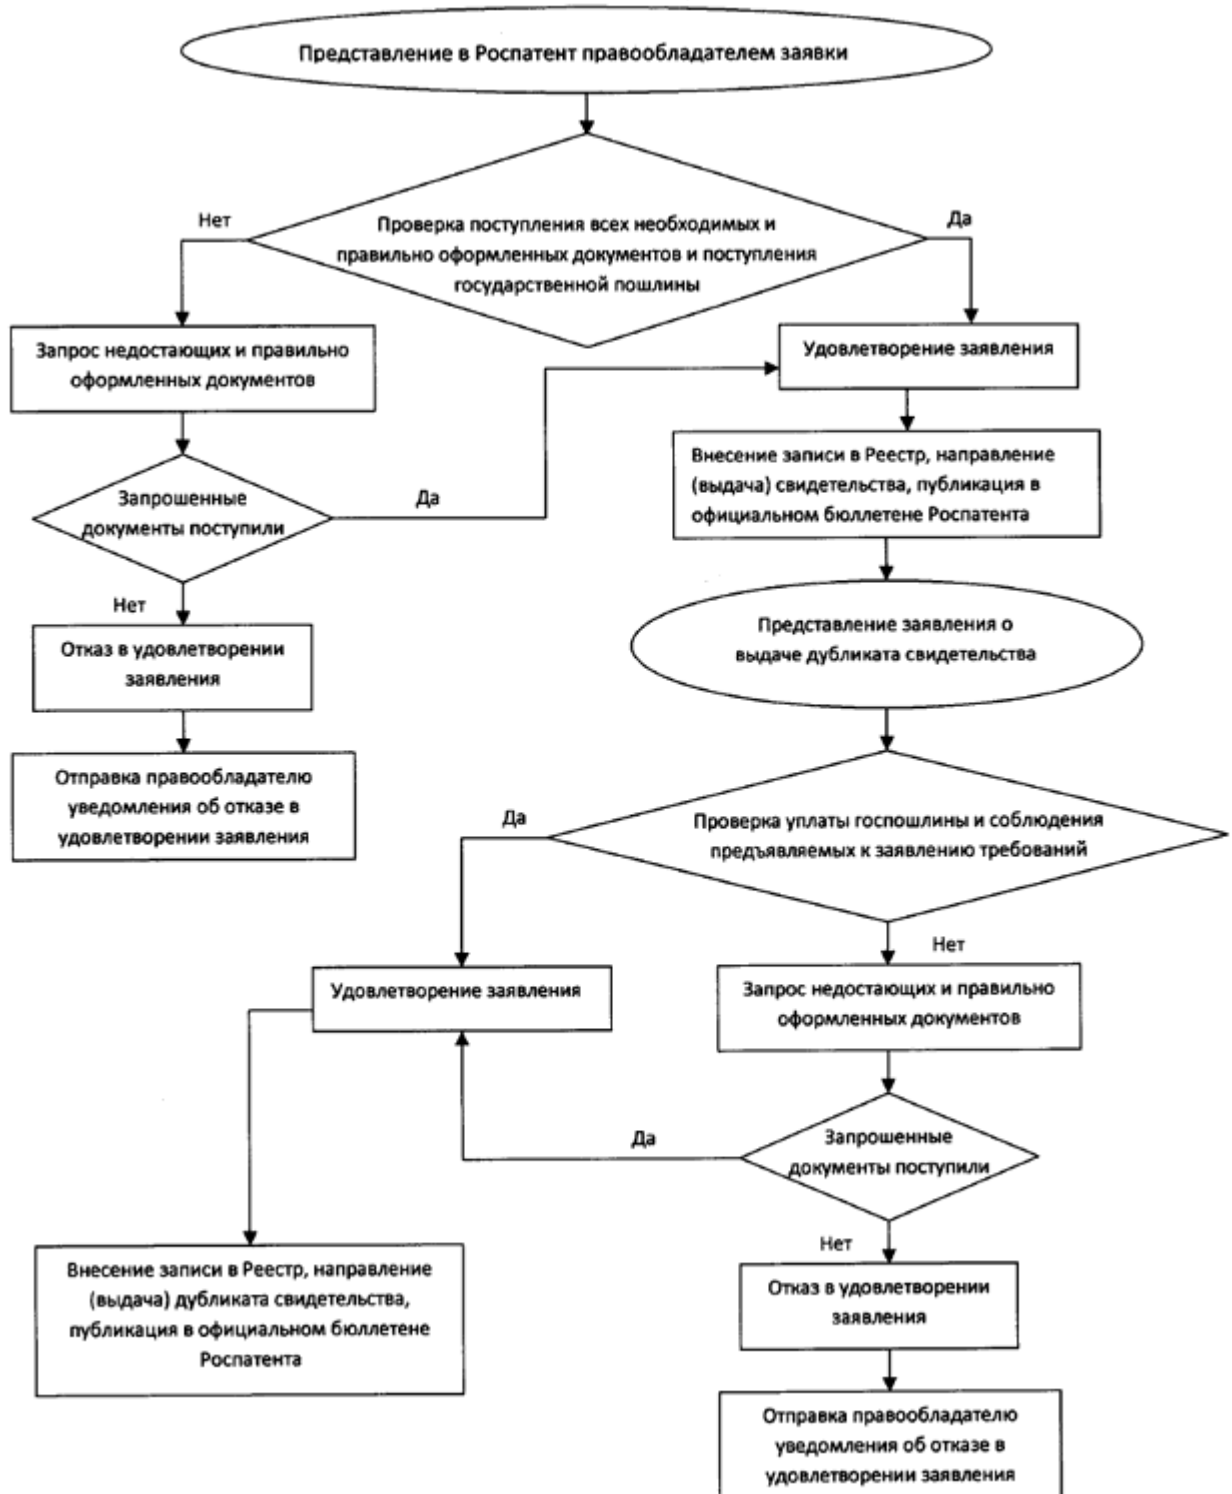 Представление в Роспатент правообладателем заявки
Нет
Да
Проверка поступления всех необходимых и
правильно оформленных документов и поступления
государственной пошлины
Запрос недостающих и правильно
оформленных документов
Удовлетворение заявления
Запрошенные
документы поступили
Да
Внесение записи в Реестр, направление
(выдача) свидетельства, публикация в
официальном бюллетене Роспатента
Нет
Отказ в удовлетворении
заявления
Представление заявления о
выдаче дубликата свидетельства
Отправка правообладателю
уведомления об отказе в
удовлетворении заявления
Да
Проверка уплаты госпошлины и соблюдения
предъявляемых к заявлению требований
Нет
Удовлетворение заявления
Запрос недостающих и правильно
оформленных документов
Да
Запрошенные
документы поступили
Нет
Внесение записи в Реестр, направление
(выдача) дубликата свидетельства,
публикация в официальном бюллетене
Роспатента
Отказ в удовлетворении
заявления
Отправка правообладателю
уведомления об отказе в
удовлетворении заявления